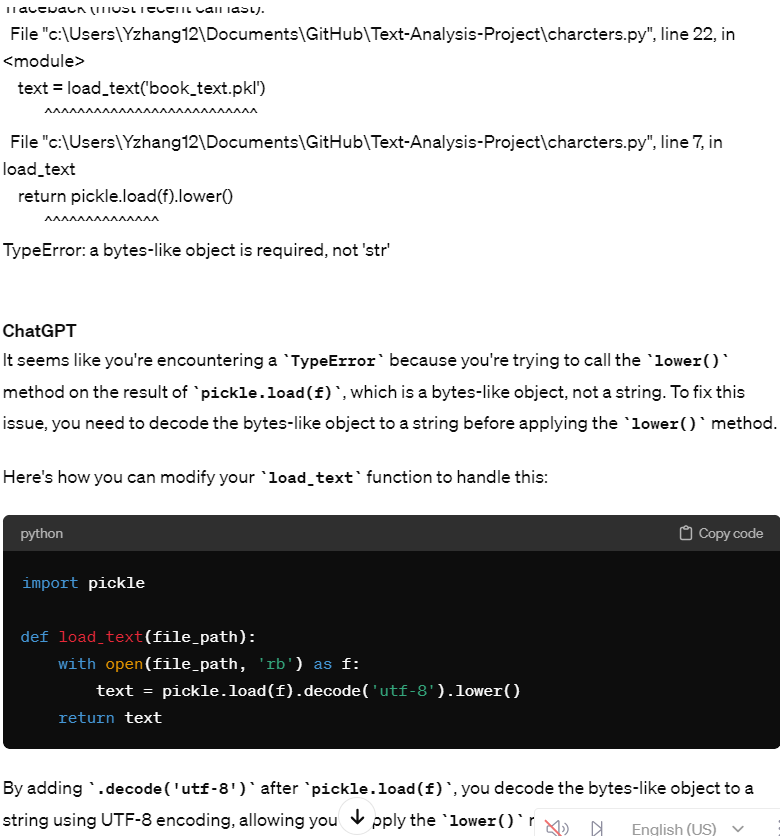 Traceback (most recent call last):
File "c:\Users\Yzhang12\Documents\GitHub\Text-Analysis-Project\charcters.py", line 22, in
<module>
text = load_text('book_text.pkl')
^^^^^^^^^^^^^^^^^^^^^^^^^^
File "c:\Users\Yzhang12\Documents\GitHub\Text-Analysis-Project\charcters.py", line 7, in
load_text
return pickle.load(f).lower()
^^^^^^^^^^^^^^
TypeError: a bytes-like object is required, not 'str'
ChatGPT
It seems like you're encountering a `TypeError` because you're trying to call the `lower()`
method on the result of `pickle.load(f)`, which is a bytes-like object, not a string. To fix this
issue, you need to decode the bytes-like object to a string before applying the `lower()` method.
Here's how you can modify your `load_text` function to handle this:
python Copy code
import pickle
def load_text(file_path):
with open(file_path, 'rb') as f:
text = pickle.load(f).decode('utf-8').lower()
return text
By adding `.decode('utf-8')` after `pickle.load(f)`, you decode the bytes-like object to a
string using UTF-8 encoding, allowing you pply the `lower()`
English (US)